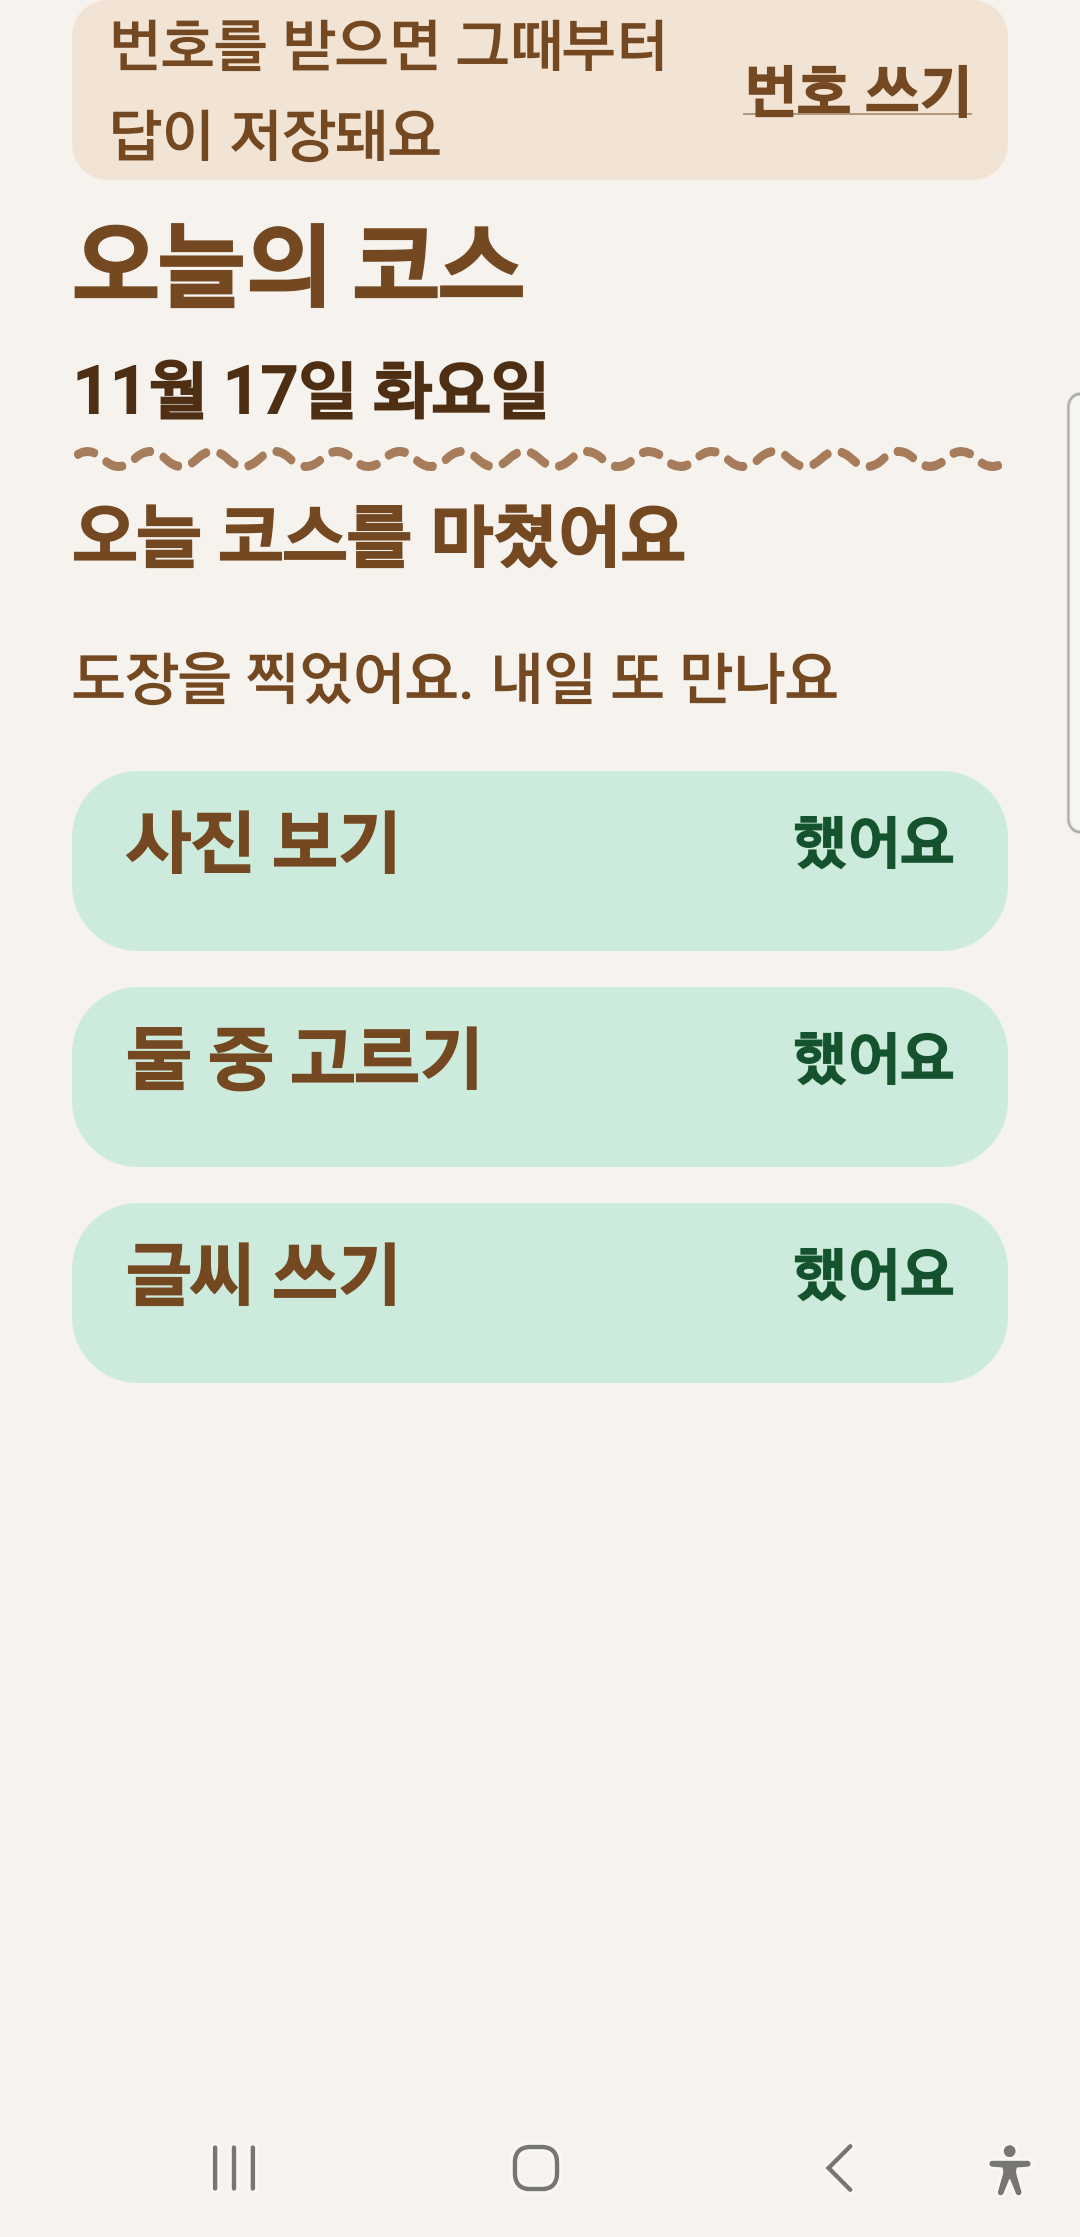 번호를 받으면 그때부터
답이 저장돼요
번호 쓰기
오늘의 코스
11월 17일 화요일
오늘 코스를 마쳤어요
도장을 찍었어요. 내일 또 만나요
사진 보기
했어요
둘 중 고르기
했어요
글씨 쓰기
했어요